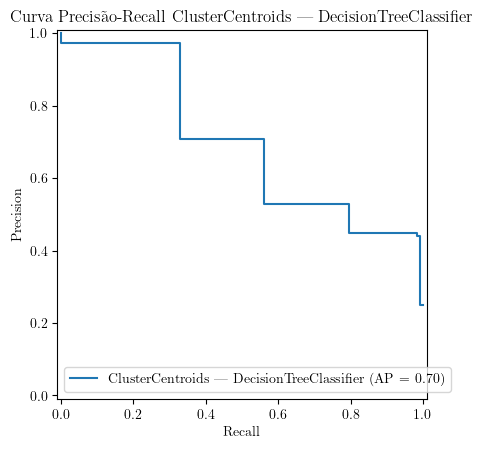 Curva Precisão-Recall ClusterCentroids — DecisionTreeClassifier
1.0
0.8
0.6
0.4
0.2
0.0
Precision
ClusterCentroids — DecisionTreeClassifier (AP = 0.70)
0.0 0.2 0.4 0.6 0.8 1.0
Recall